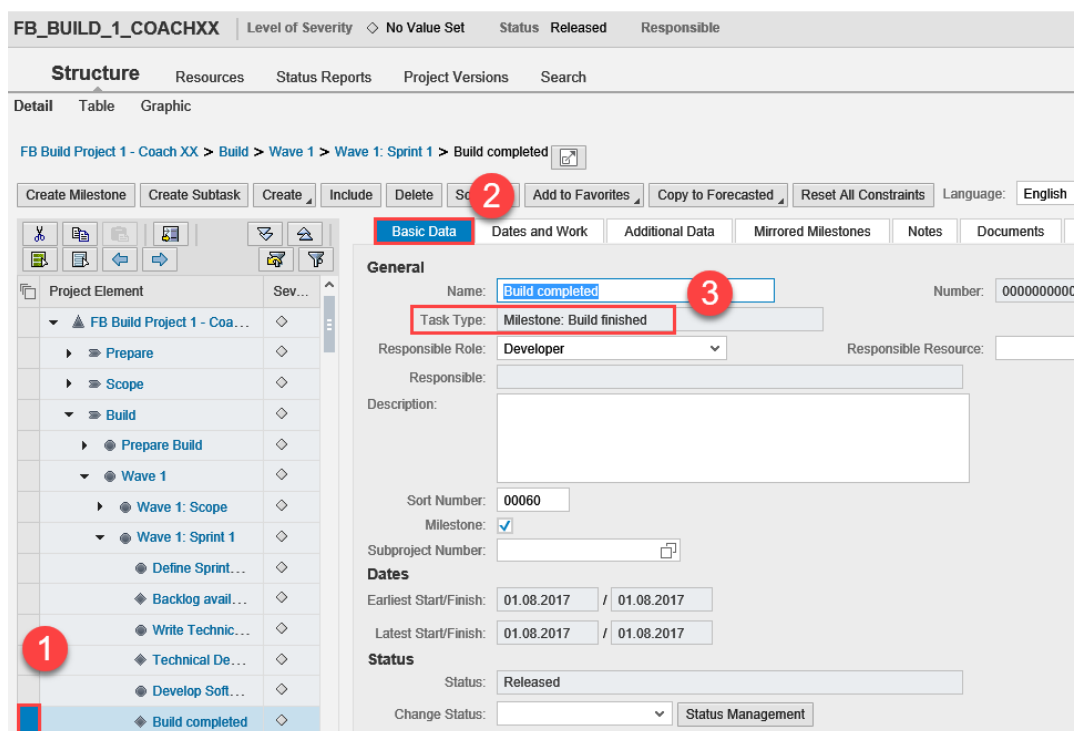 FB_BUILD_1_COACHXX Level of Severity No Value Set Status Released Responsible
Structure Resources Status Reports Project Versions Search
Detail Table Graphic
FB Build Project 1 - Coach XX > Build > Wave 1 > Wave 1: Sprint 1 > Build completed
Create Milestone Create Subtask Create Include Delete Add to Favorites Copy to Forecasted Reset All Constraints Language: English
2
Basic Data Dates and Work Additional Data Mirrored Milestones Notes Documents
General
Project Element Sev...
Name: Build completed Number: 0000000000
3
FB Build Project 1 - Coa...
Task Type: Milestone: Build finished
Prepare
Responsible Role: Developer Responsible Resource:
Scope
Responsible:
Build
Description:
Prepare Build
Wave 1
Wave 1: Scope
Sort Number: 00060
Milestone:
Wave 1: Sprint 1
Subproject Number:
Define Sprint...
Dates
Backlog avail...
Earliest Start/Finish: 01.08.2017 / 01.08.2017
Write Technic...
Latest Start/Finish: 01.08.2017 / 01.08.2017
1
Technical De...
Status
Develop Soft...
Status: Released
Build completed
Change Status: Status Management